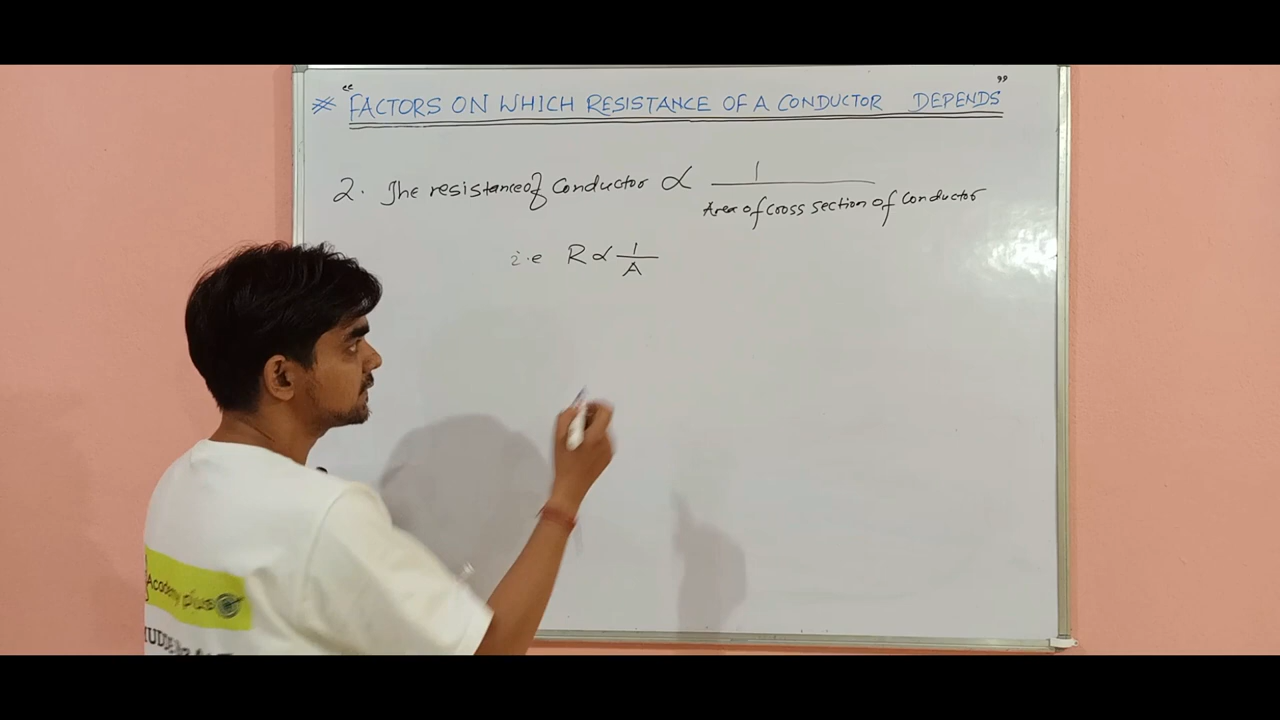 “ ※ FACTORS ON WHICH RESISTANCE OF A CONDUCTOR DEPENDS ”
2. The resistance of Conductor ∝ 1 / Area of cross section of Conductor
i.e R ∝ 1 / A
Academy plus